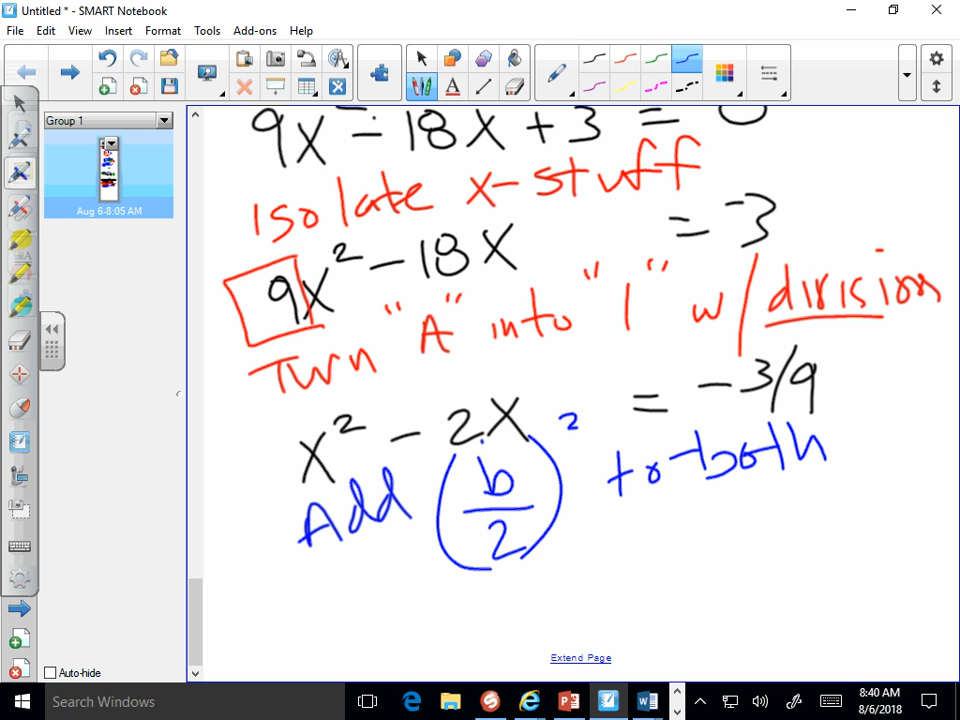 Untitled * - SMART Notebook
File Edit View Insert Format Tools Add-ons Help
Group 1
Aug 6-8:05 AM
9x² - 18x + 3 = 0
Isolate x-stuff
9x² - 18x = -3
Turn "A" into "1" w/ division
x² - 2x = -3/9
Add (b/2)² to both
Extend Page
Auto-hide
Search Windows
8:40 AM
8/6/2018